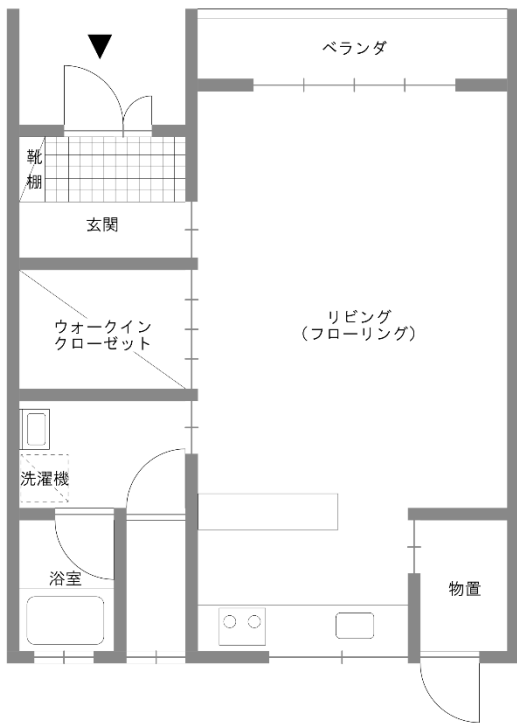 ベランダ
靴
棚
玄関
ウォークイン
クローゼット
リビング
（フローリング）
洗濯機
浴室
物置